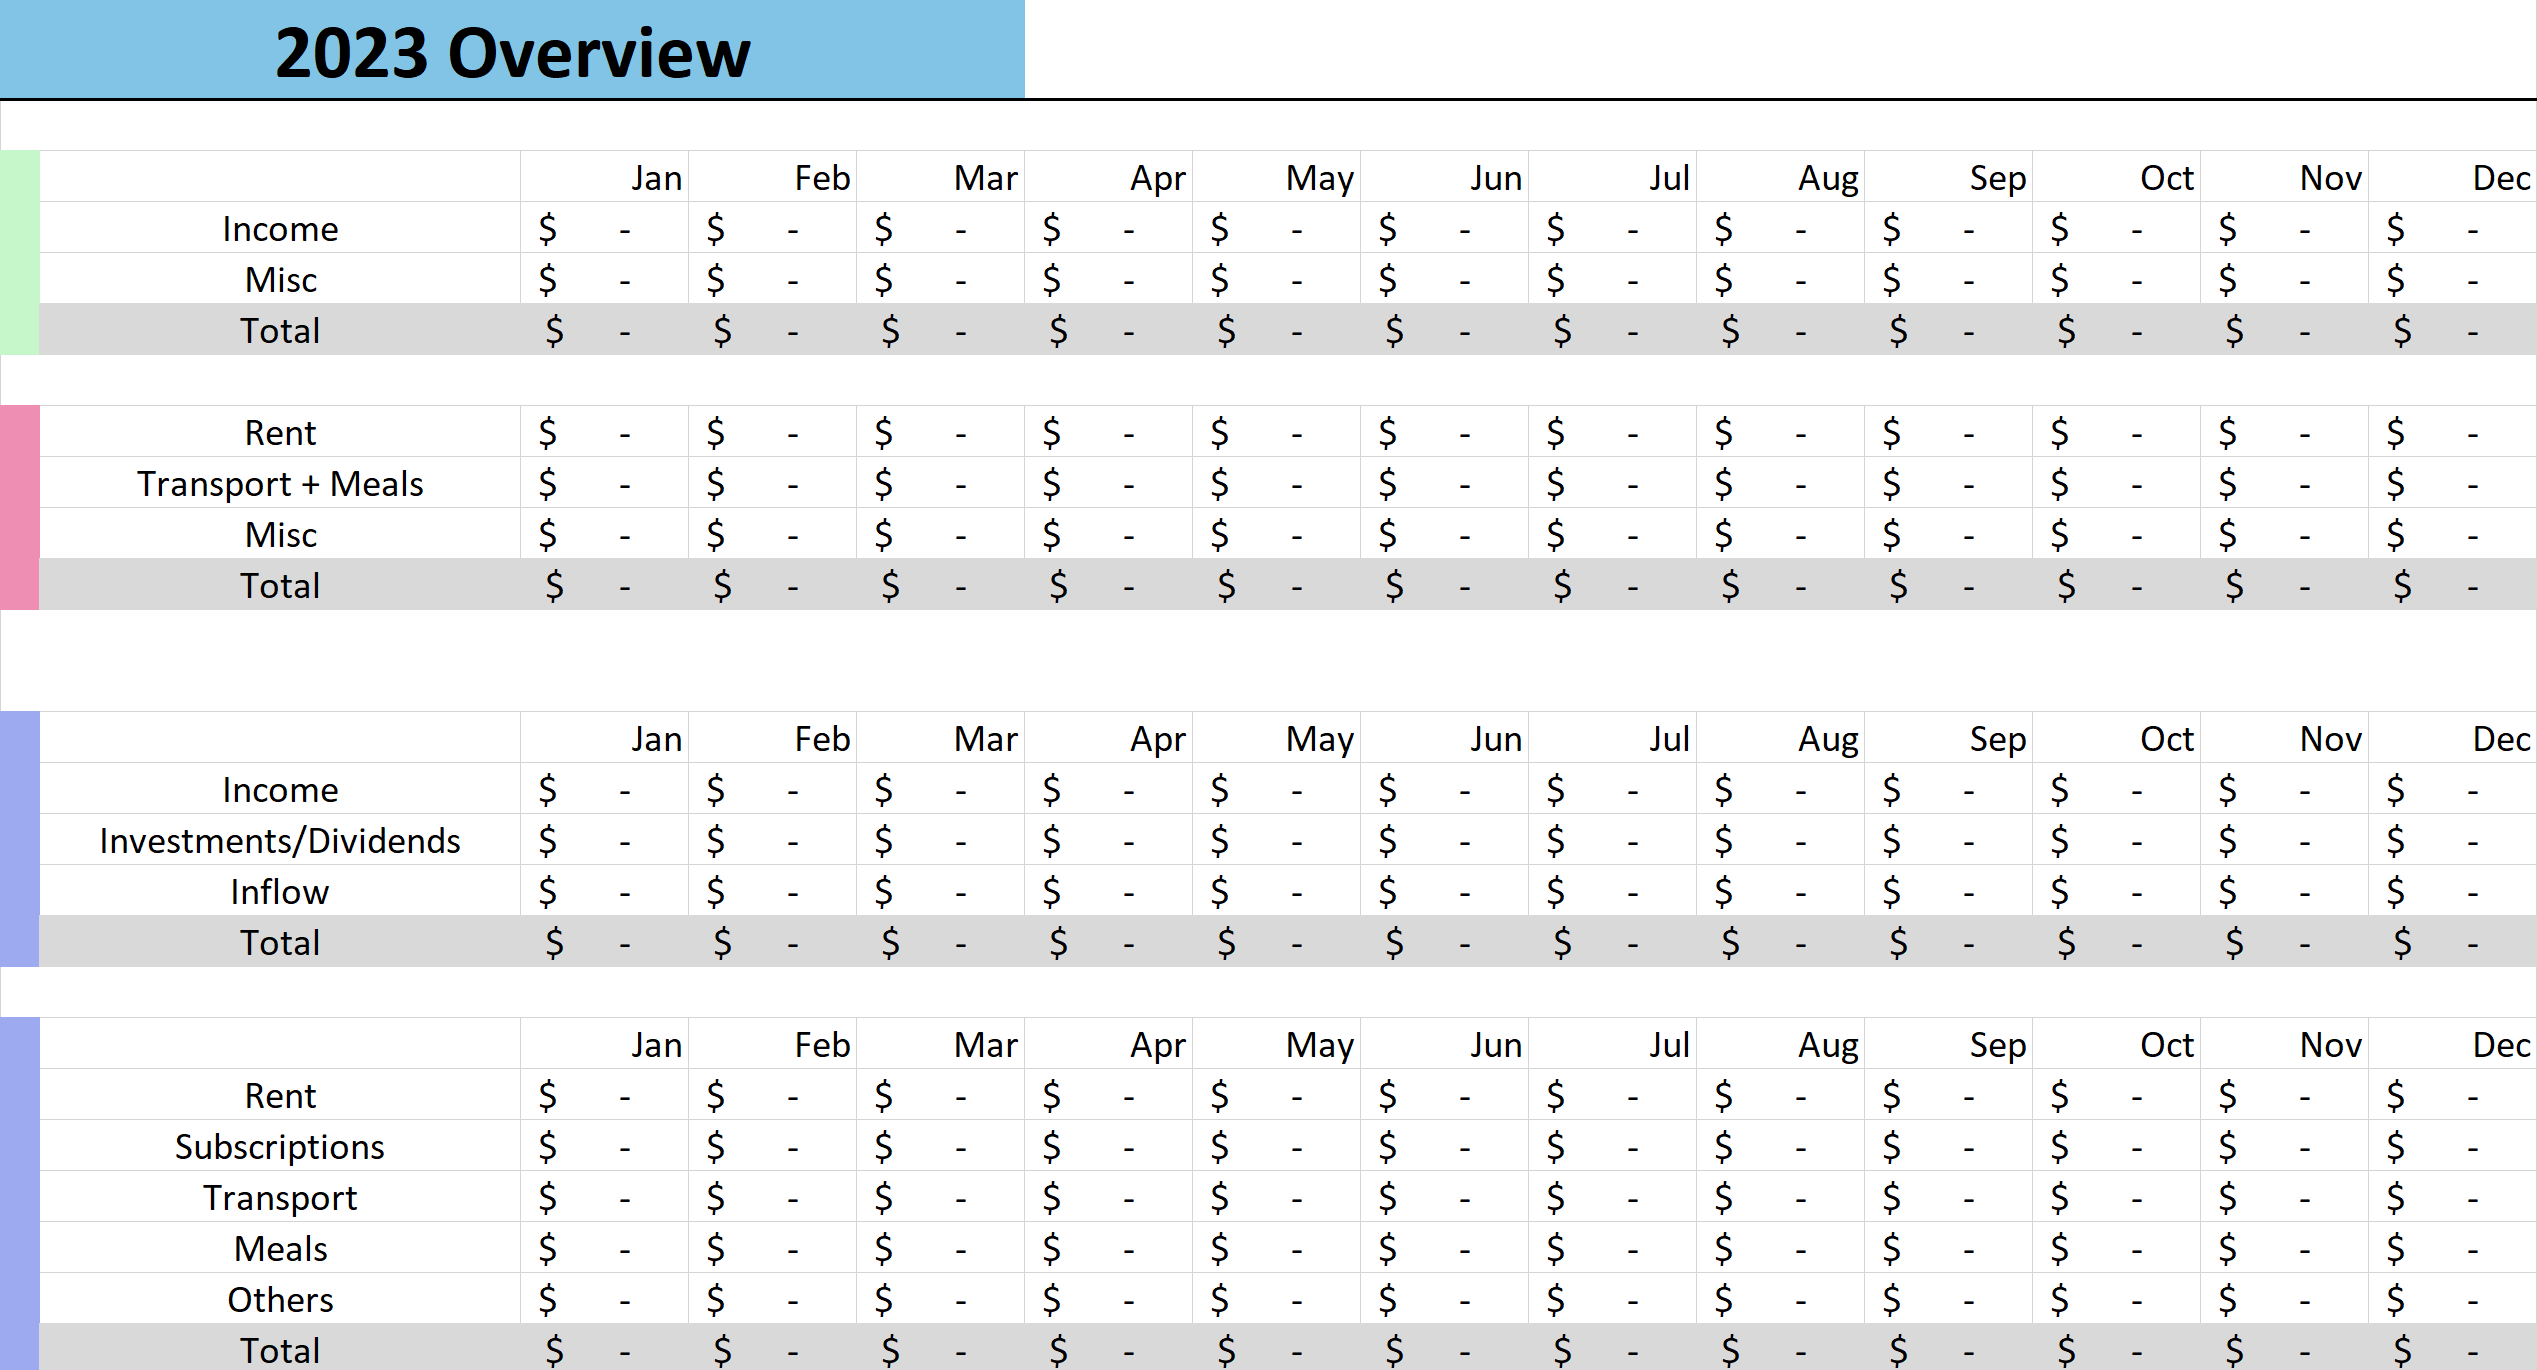 2023 Overview
Jan Feb Mar Apr May Jun Jul Aug Sep Oct Nov Dec
Income $ - $ - $ - $ - $ - $ - $ - $ - $ - $ - $ - $ -
Misc $ - $ - $ - $ - $ - $ - $ - $ - $ - $ - $ - $ -
Total $ - $ - $ - $ - $ - $ - $ - $ - $ - $ - $ - $ -
Rent $ - $ - $ - $ - $ - $ - $ - $ - $ - $ - $ - $ -
Transport + Meals $ - $ - $ - $ - $ - $ - $ - $ - $ - $ - $ - $ -
Misc $ - $ - $ - $ - $ - $ - $ - $ - $ - $ - $ - $ -
Total $ - $ - $ - $ - $ - $ - $ - $ - $ - $ - $ - $ -
Jan Feb Mar Apr May Jun Jul Aug Sep Oct Nov Dec
Income $ - $ - $ - $ - $ - $ - $ - $ - $ - $ - $ - $ -
Investments/Dividends $ - $ - $ - $ - $ - $ - $ - $ - $ - $ - $ - $ -
Inflow $ - $ - $ - $ - $ - $ - $ - $ - $ - $ - $ - $ -
Total $ - $ - $ - $ - $ - $ - $ - $ - $ - $ - $ - $ -
Jan Feb Mar Apr May Jun Jul Aug Sep Oct Nov Dec
Rent $ - $ - $ - $ - $ - $ - $ - $ - $ - $ - $ - $ -
Subscriptions $ - $ - $ - $ - $ - $ - $ - $ - $ - $ - $ - $ -
Transport $ - $ - $ - $ - $ - $ - $ - $ - $ - $ - $ - $ -
Meals $ - $ - $ - $ - $ - $ - $ - $ - $ - $ - $ - $ -
Others $ - $ - $ - $ - $ - $ - $ - $ - $ - $ - $ - $ -
Total $ - $ - $ - $ - $ - $ - $ - $ - $ - $ - $ - $ -